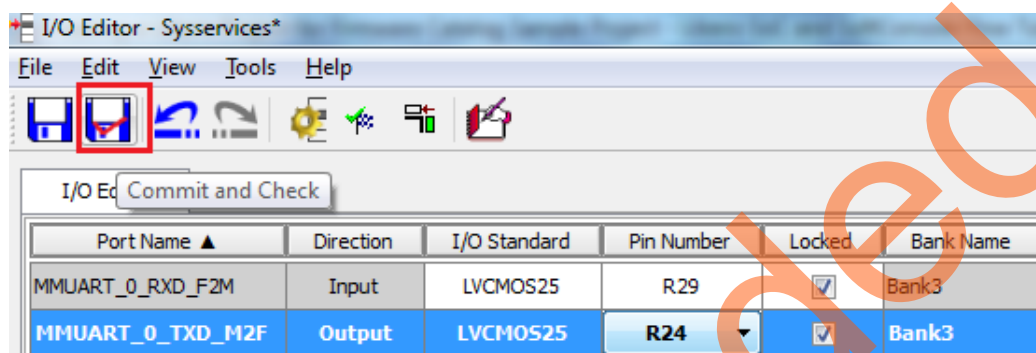 I/O Editor - Sysservices*
File Edit View Tools Help
Commit and Check
Port Name ▲ Direction I/O Standard Pin Number Locked Bank Name
MMUART_0_RXD_F2M Input LVCMOS25 R29 Bank3
MMUART_0_TXD_M2F Output LVCMOS25 R24 Bank3